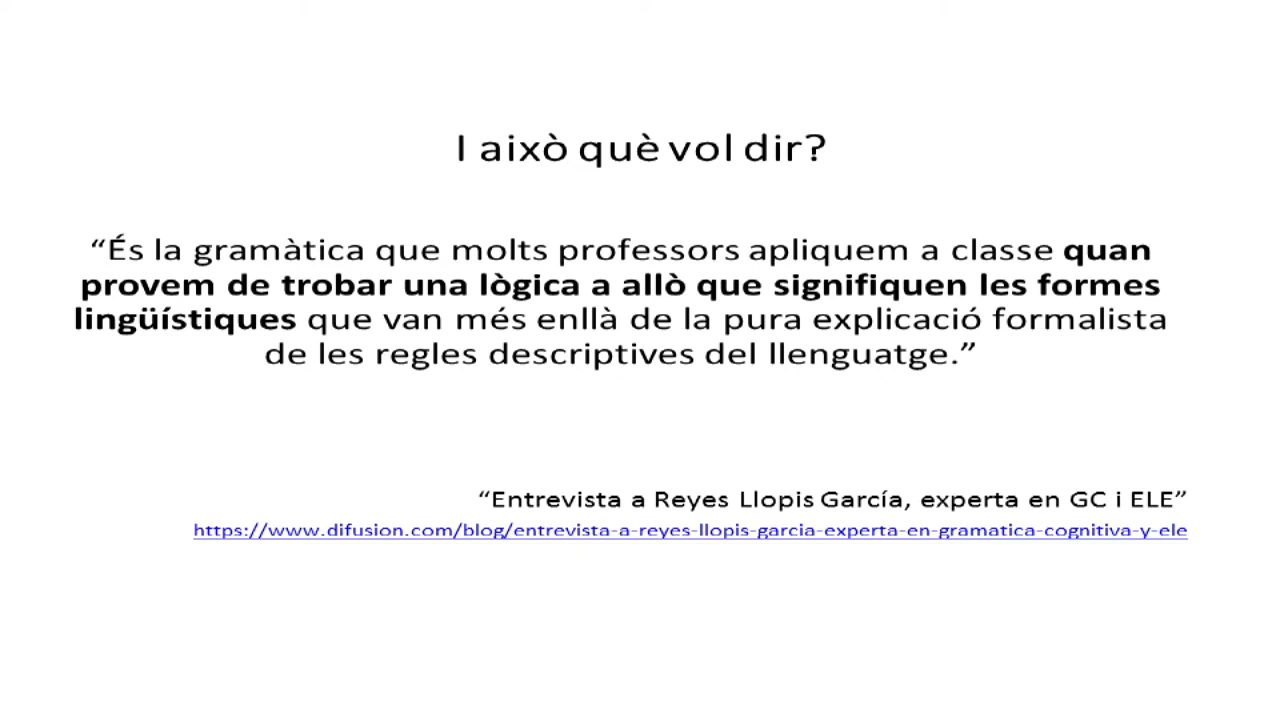 I això què vol dir?
“És la gramàtica que molts professors apliquem a classe quan
provem de trobar una lògica a allò que signifiquen les formes
lingüístiques que van més enllà de la pura explicació formalista
de les regles descriptives del llenguatge.”
“Entrevista a Reyes Llopis García, experta en GC i ELE”
https://www.difusion.com/blog/entrevista-a-reyes-llopis-garcia-experta-en-gramatica-cognitiva-y-ele